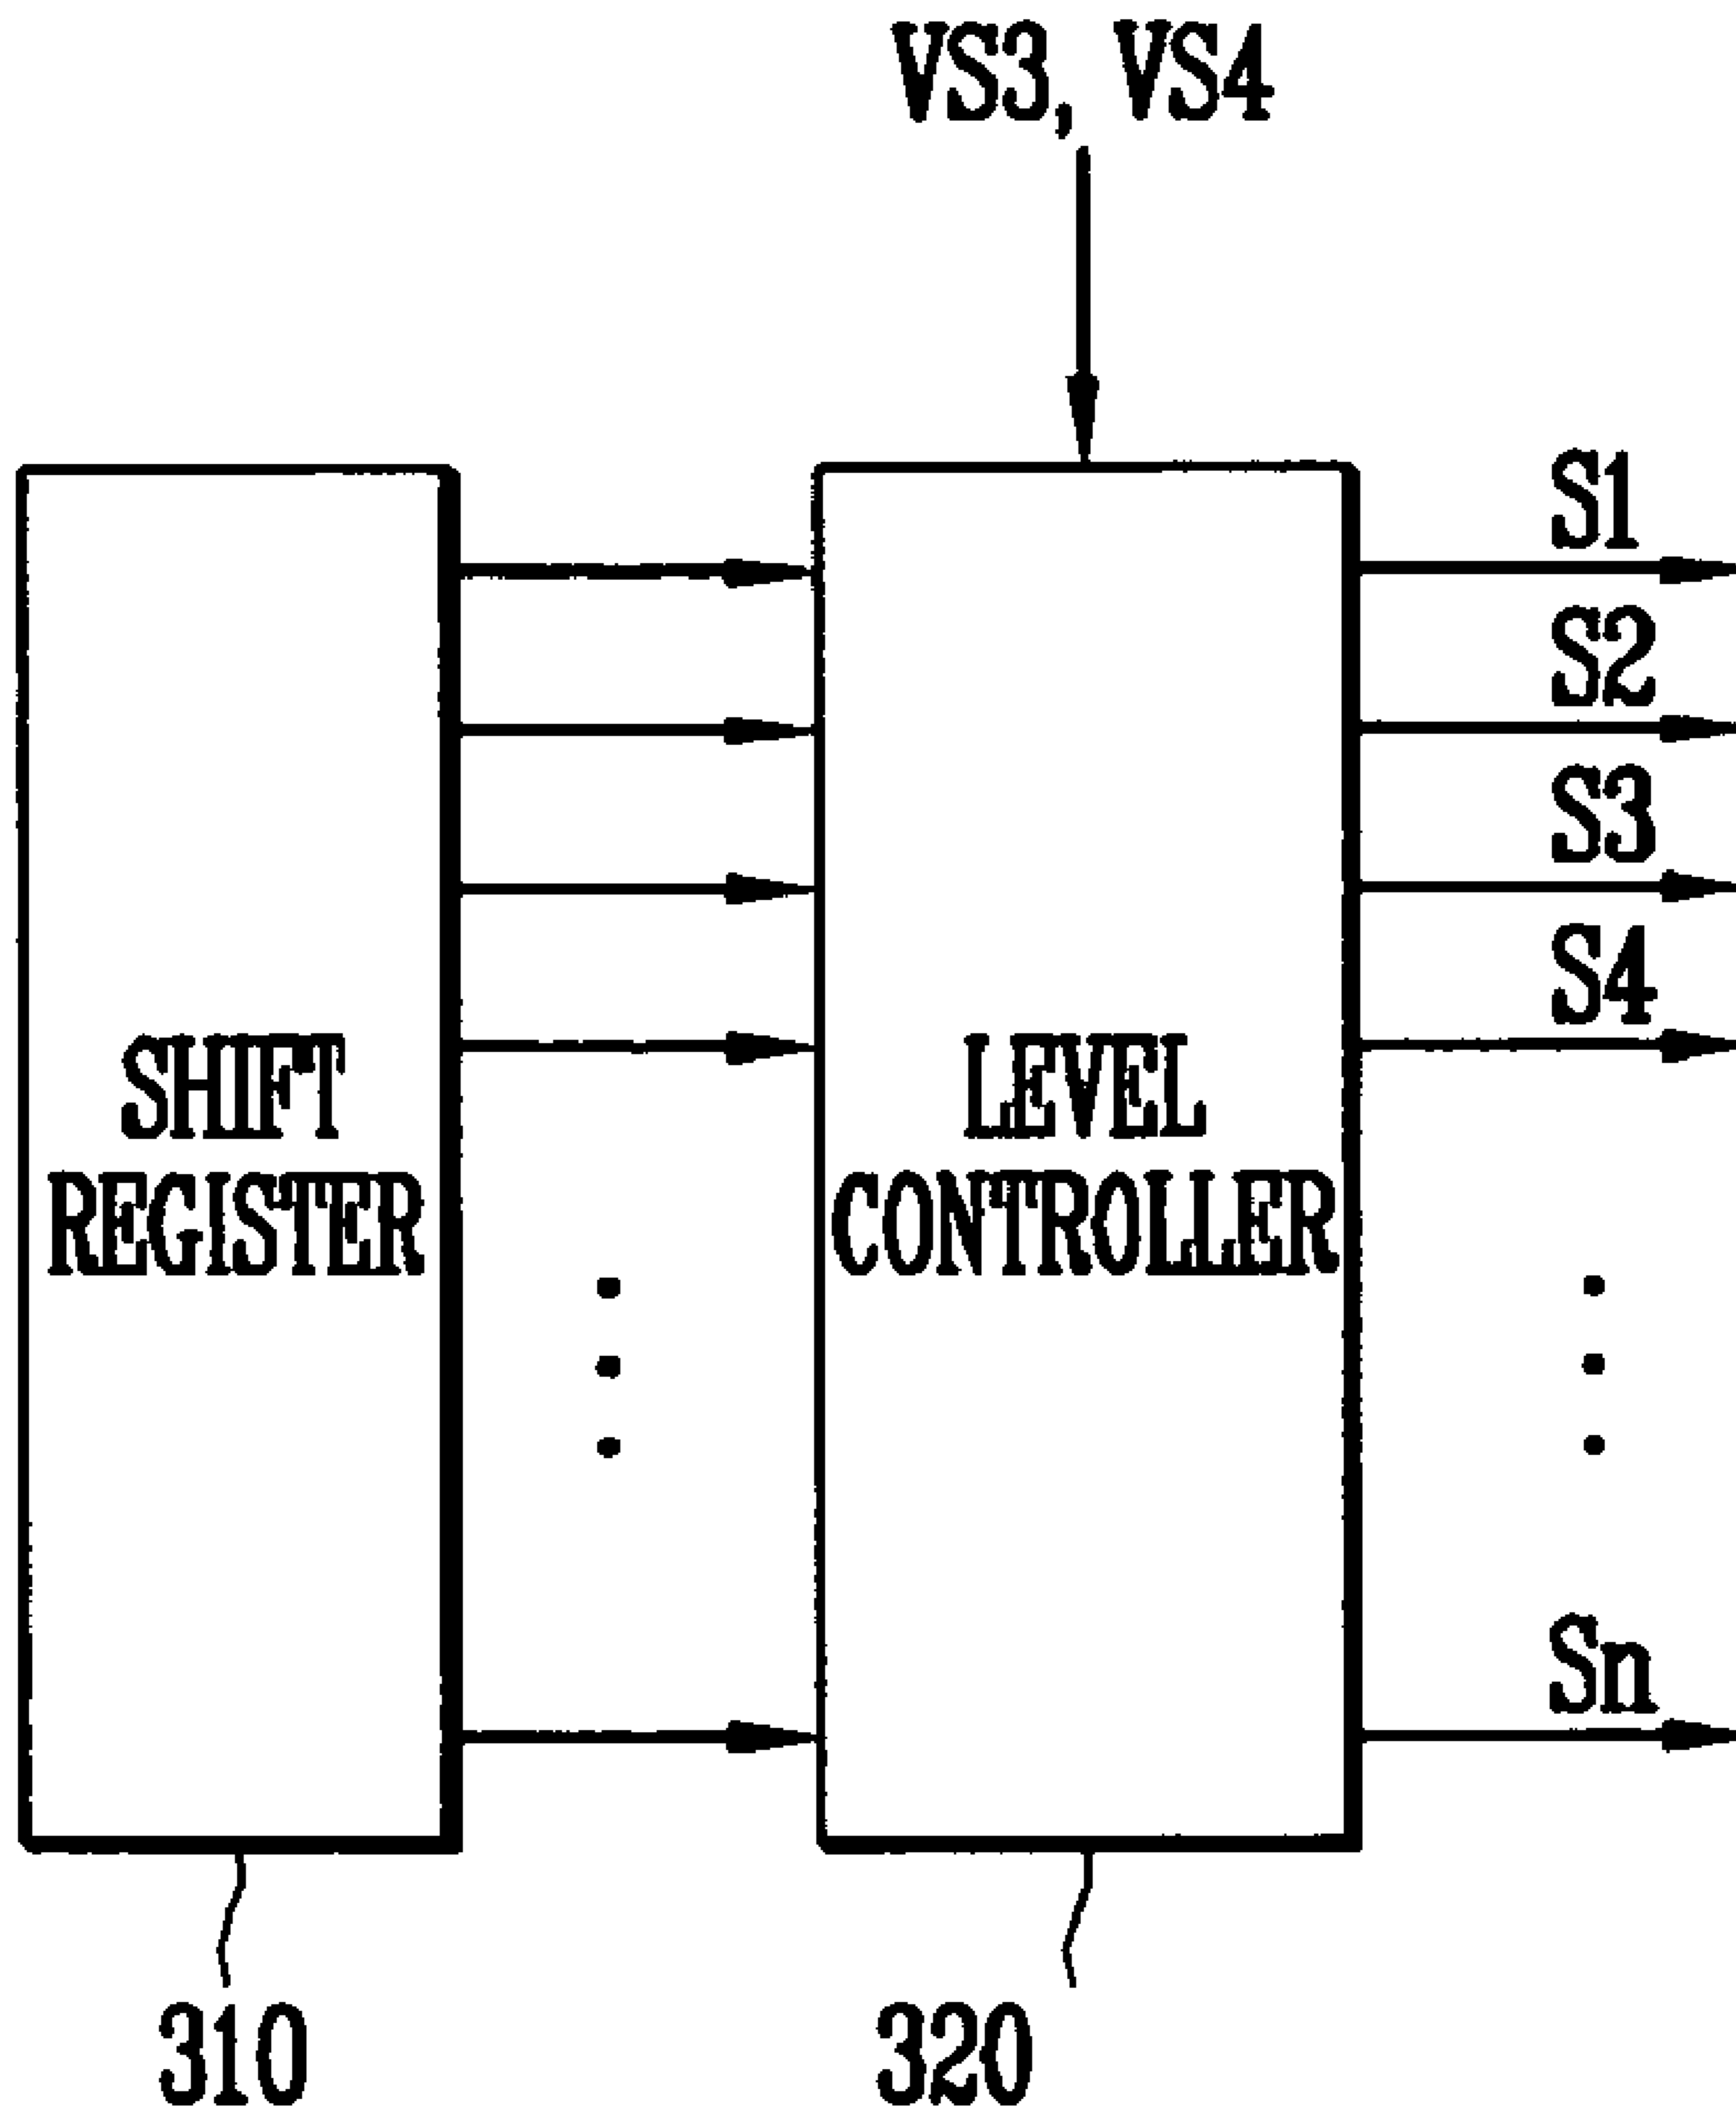 VS3, VS4
S1
S2
S3
S4
SHIFT
REGISTER
LEVEL
CONTROLLER
Sn
310
320